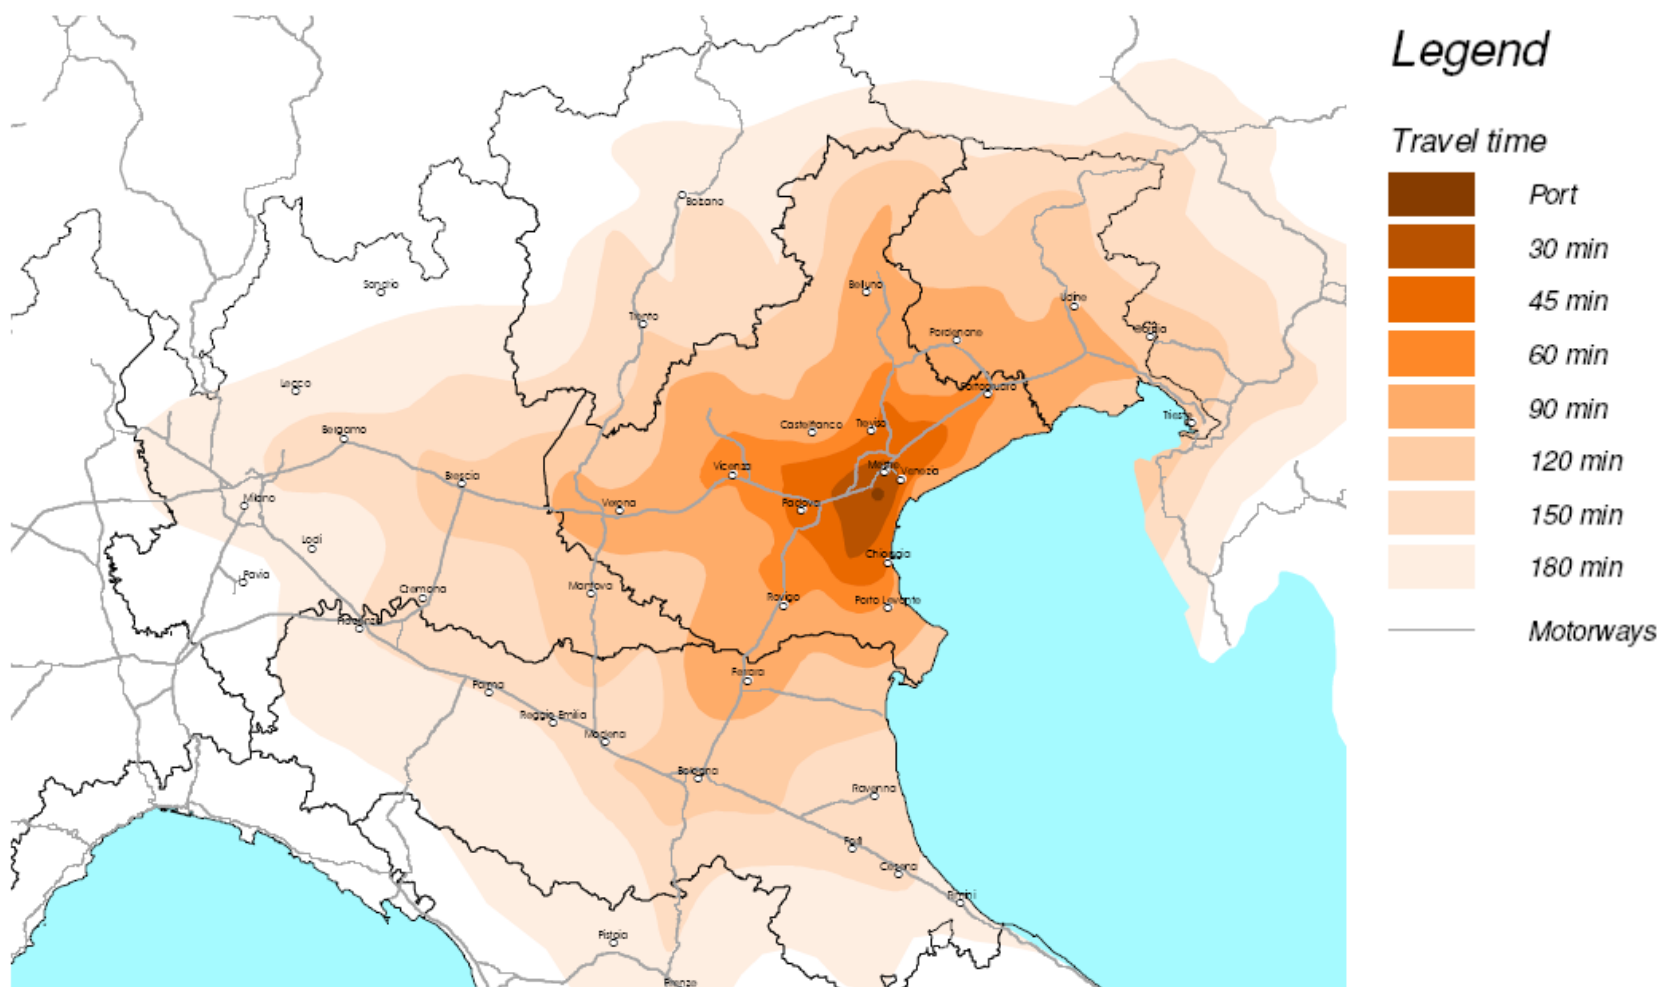 Legend
Travel time
Port
30 min
45 min
60 min
90 min
120 min
150 min
180 min
Motorways
Bolzano
Sondrio
Belluno
Udine
Trento
Pordenone
Gorizia
Lecco
Portogruaro
Bergamo
Castelfranco
Treviso
Trieste
Brescia
Vicenza
Mestre
Venezia
Milano
Verona
Padova
Lodi
Chioggia
Pavia
Cremona
Mantova
Rovigo
Porto Levante
Piacenza
Ferrara
Parma
Reggio Emilia
Modena
Bologna
Ravenna
Forlì
Cesena
Rimini
Pistoia
Firenze